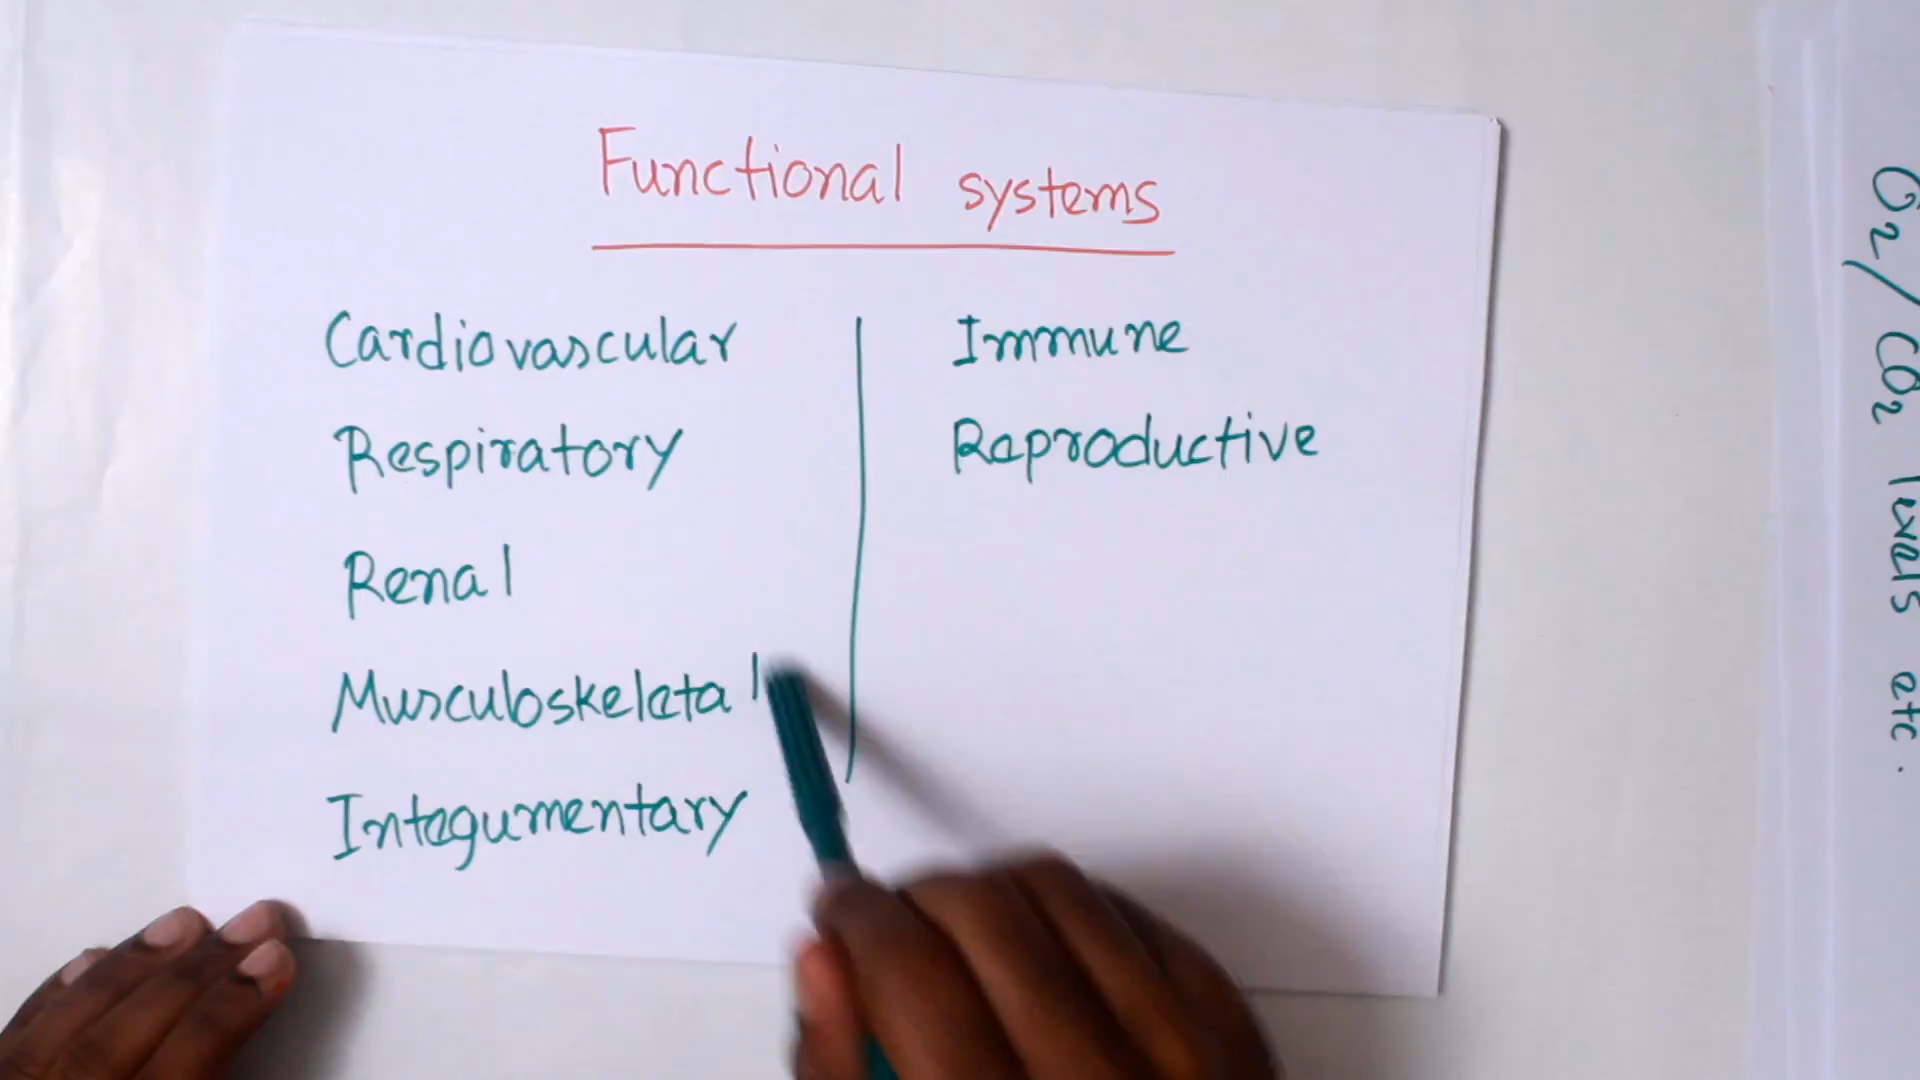 Functional systems
Cardiovascular
Respiratory
Renal
Musculoskeletal
Integumentary
Immune
Reproductive
O2/CO2 levels etc.